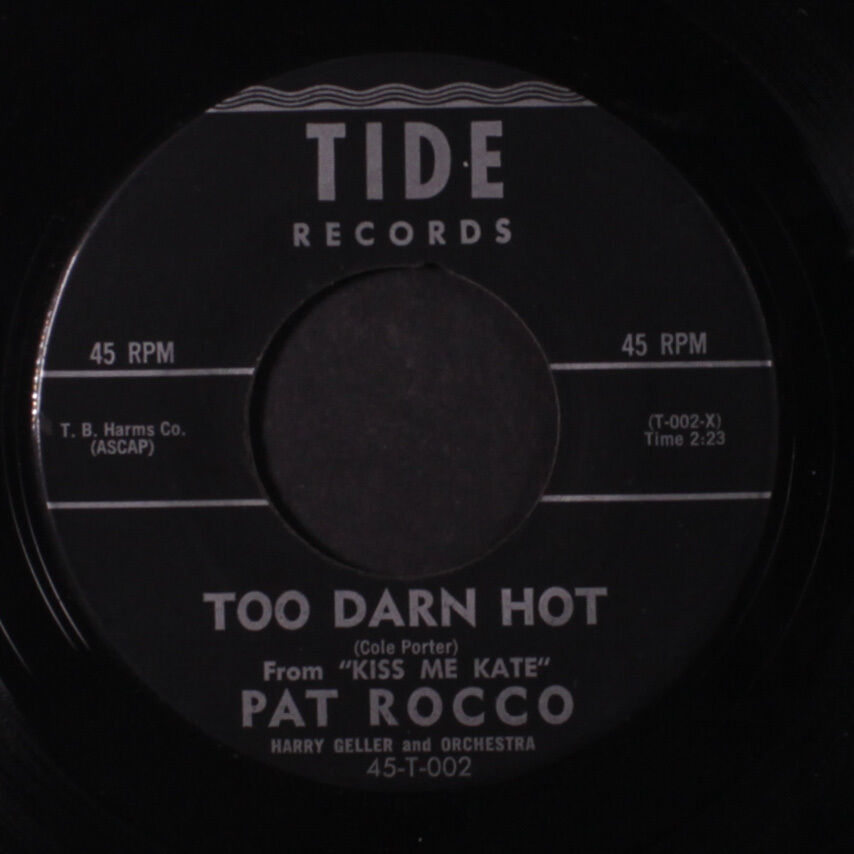 TIDE
RECORDS
45 RPM
45 RPM
T. B. Harms Co.
(ASCAP)
(T-002-X)
Time 2:23
TOO DARN HOT
(Cole Porter)
From "KISS ME KATE"
PAT ROCCO
HARRY GELLER and ORCHESTRA
45-T-002